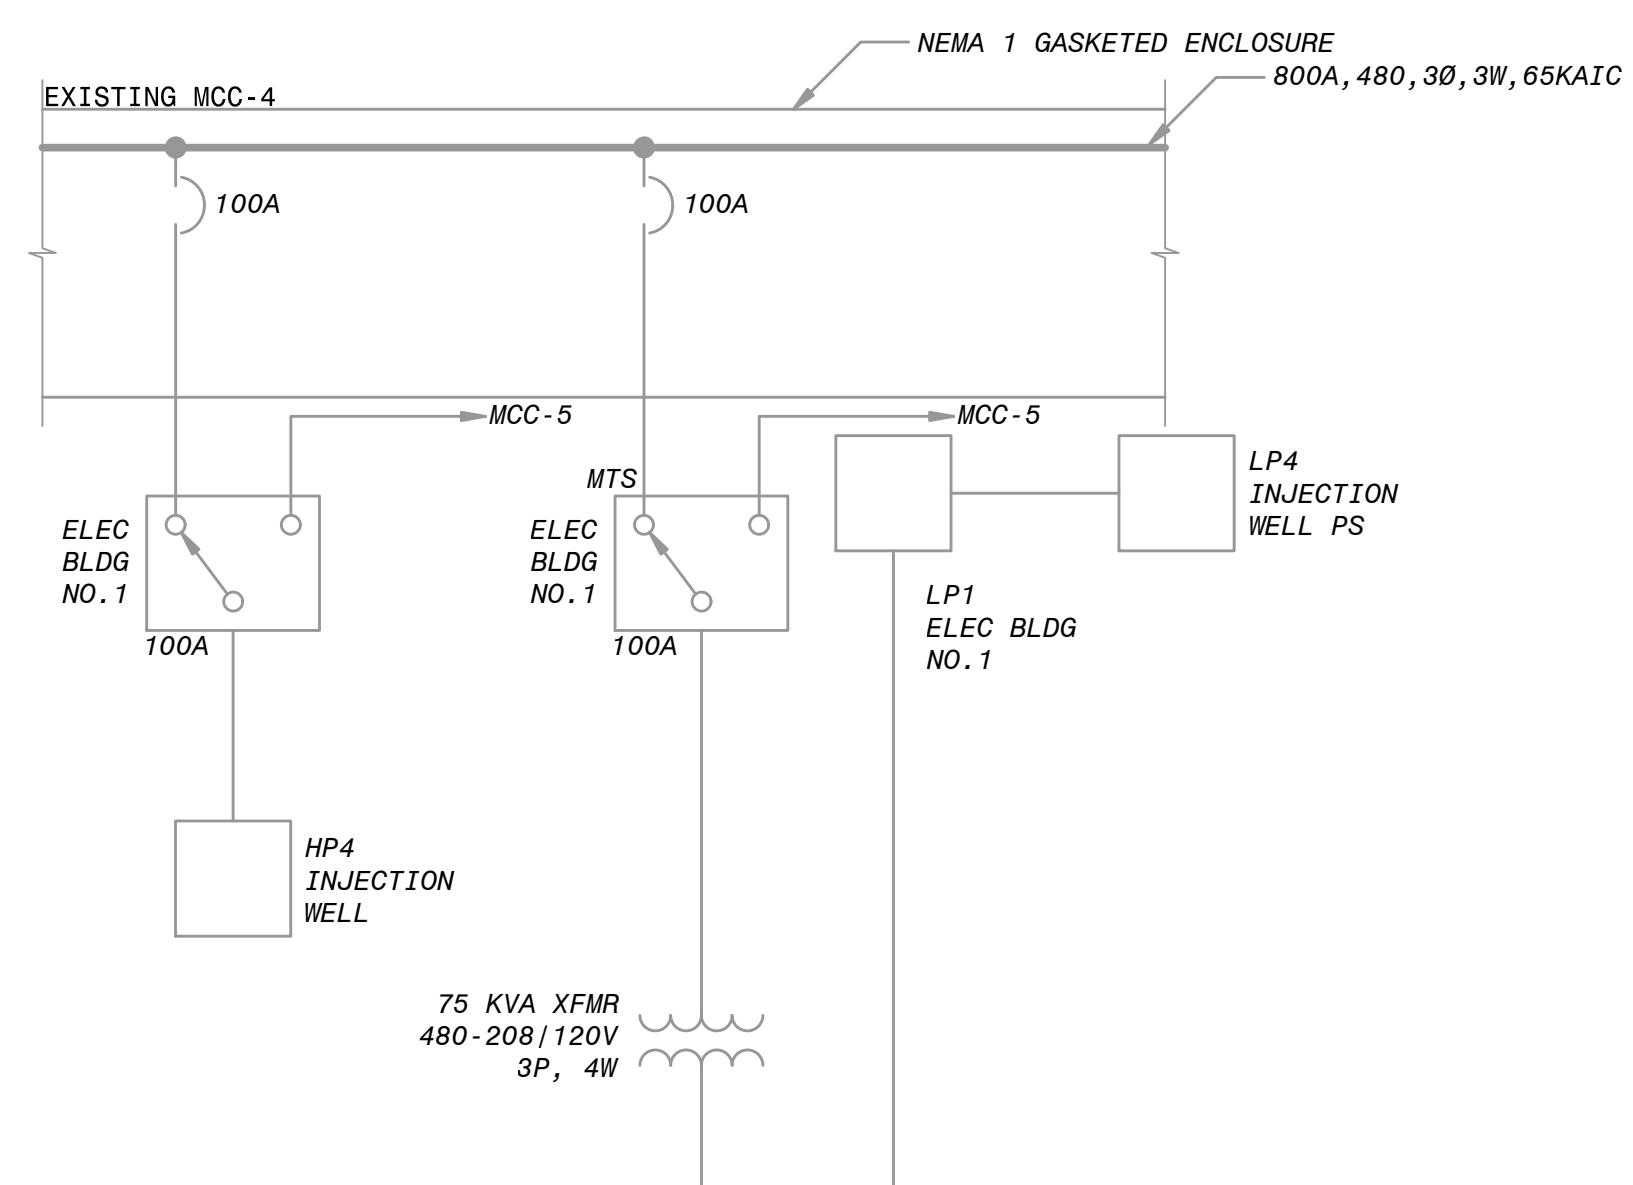 NEMA 1 GASKETED ENCLOSURE
800A,480,3Ø,3W,65KAIC
EXISTING MCC-4
100A
100A
MCC-5
MCC-5
MTS
ELEC
BLDG
NO.1
100A
ELEC
BLDG
NO.1
100A
LP4
INJECTION
WELL PS
LP1
ELEC BLDG
NO.1
HP4
INJECTION
WELL
75 KVA XFMR
480-208/120V
3P, 4W